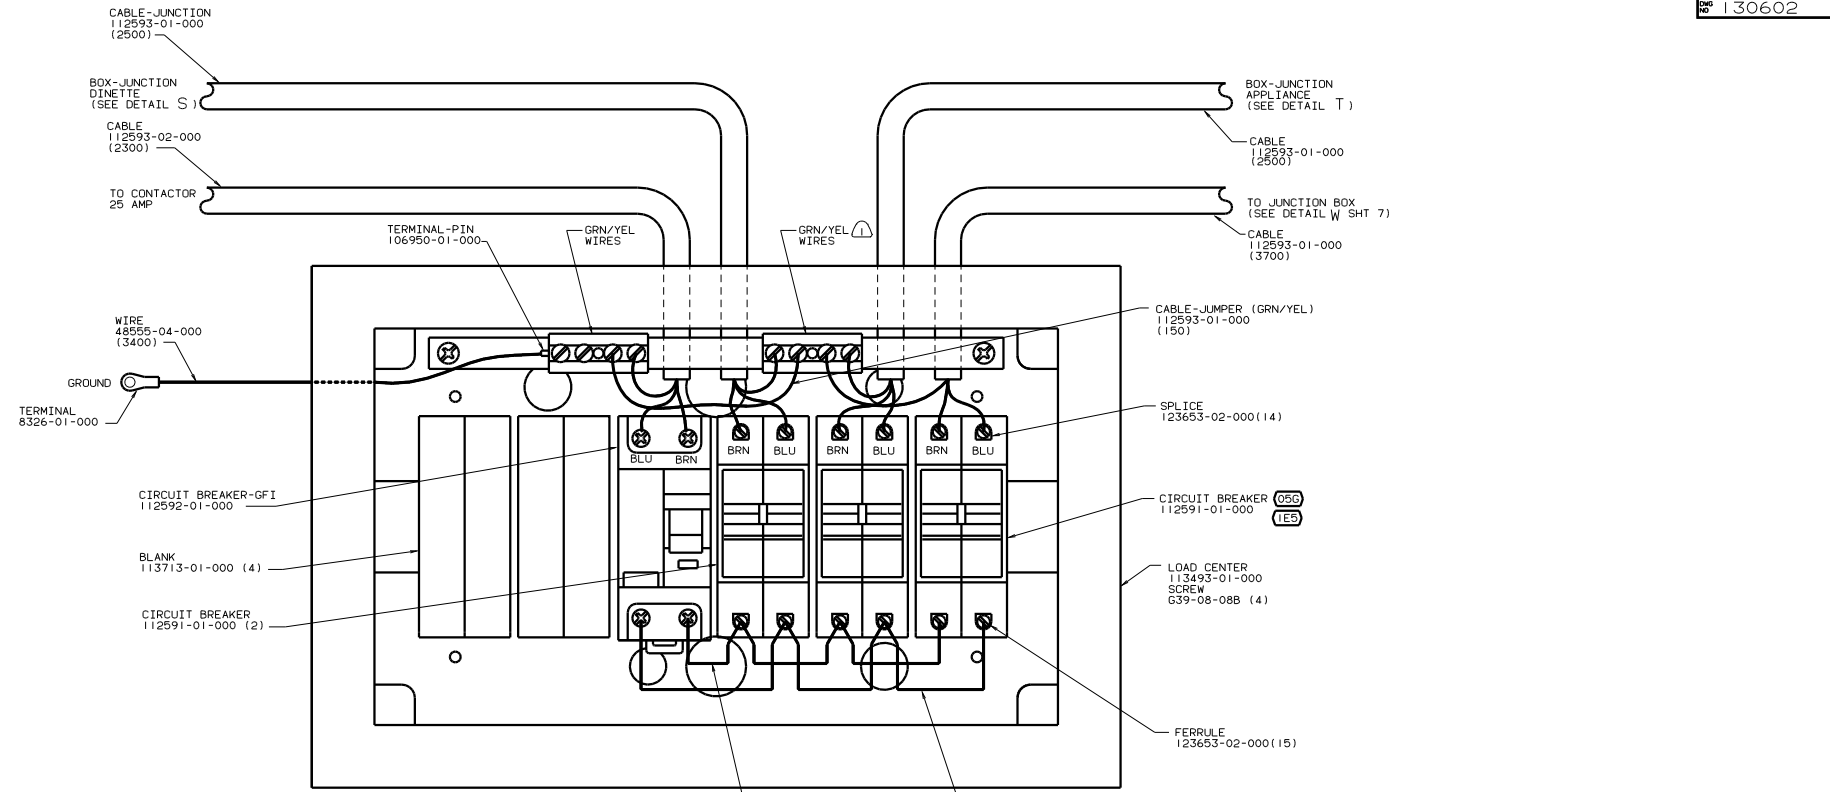 DWG
NO 130602
CABLE-JUNCTION
112593-01-000
(2500)
BOX-JUNCTION
DINETTE
(SEE DETAIL S )
CABLE
112593-02-000
(2300)
TO CONTACTOR
25 AMP
TERMINAL-PIN
106950-01-000
GRN/YEL
WIRES
GRN/YEL 1
WIRES
BOX-JUNCTION
APPLIANCE
(SEE DETAIL T )
CABLE
112593-01-000
(2500)
TO JUNCTION BOX
(SEE DETAIL W SHT 7)
CABLE
112593-01-000
(3700)
CABLE-JUMPER (GRN/YEL)
112593-01-000
(150)
WIRE
48555-04-000
(3400)
GROUND
TERMINAL
8326-01-000
SPLICE
123653-02-000(14)
BLU BRN BRN BLU BRN BLU BRN BLU
CIRCUIT BREAKER-GFI
112592-01-000
CIRCUIT BREAKER 05G
112591-01-000 1E5
BLANK
113713-01-000 (4)
LOAD CENTER
113493-01-000
SCREW
G39-08-08B (4)
CIRCUIT BREAKER
112591-01-000 (2)
FERRULE
123653-02-000(15)